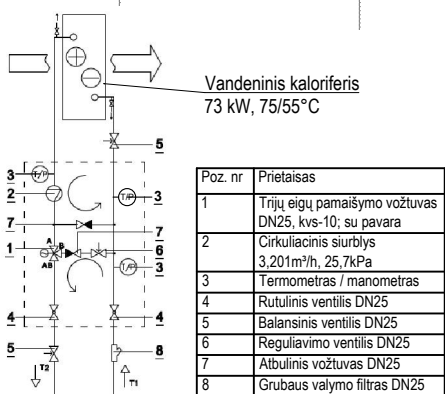 Vandeninis kaloriferis
73 kW, 75/55°C
5
3
T/P
2
T/P
3
7
7
1
A
B
AB
6
T/P
3
4
4
5
8
T2
T1
Poz. nr Prietaisas
1 Trijų eigų pamaišymo vožtuvas
DN25, kvs-10; su pavara
2 Cirkuliacinis siurblys
3,201m³/h, 25,7kPa
3 Termometras / manometras
4 Rutulinis ventilis DN25
5 Balansinis ventilis DN25
6 Reguliavimo ventilis DN25
7 Atbulinis vožtuvas DN25
8 Grubaus valymo filtras DN25